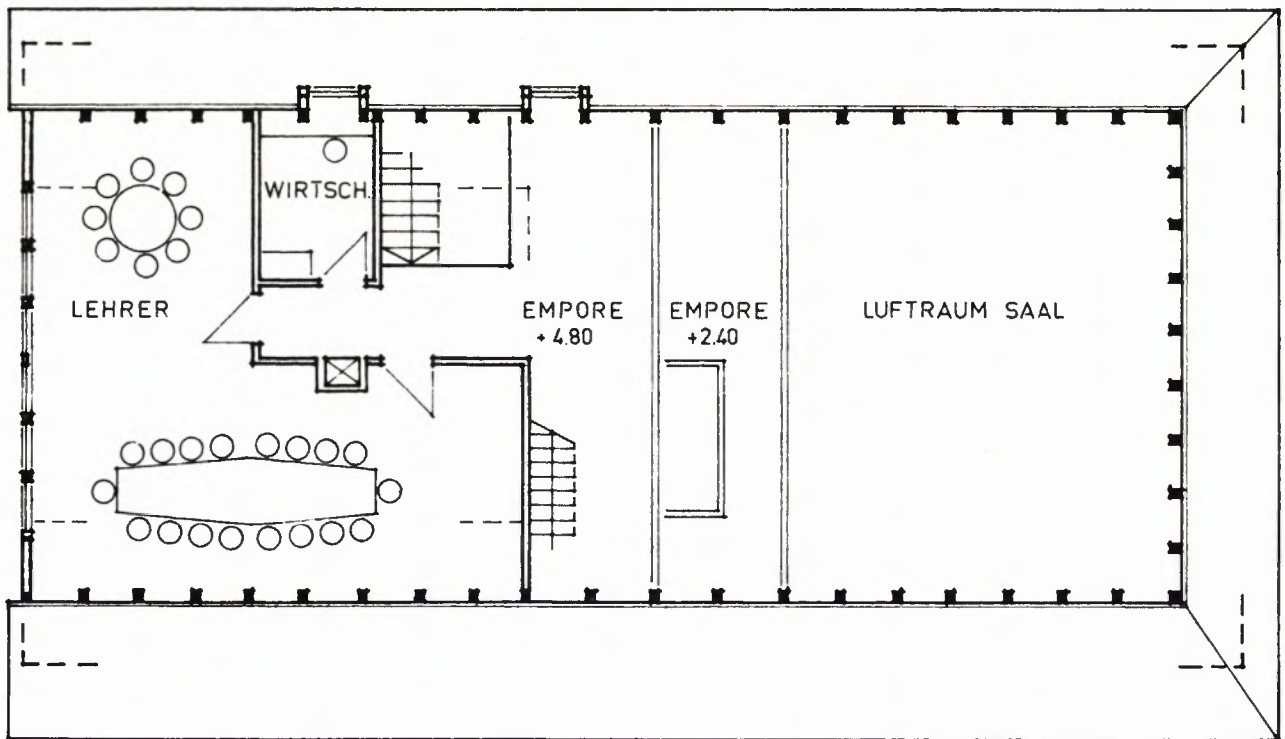 WIRTSCH.
LEHRER
EMPORE
+ 4.80
EMPORE
+2.40
LUFTRAUM SAAL